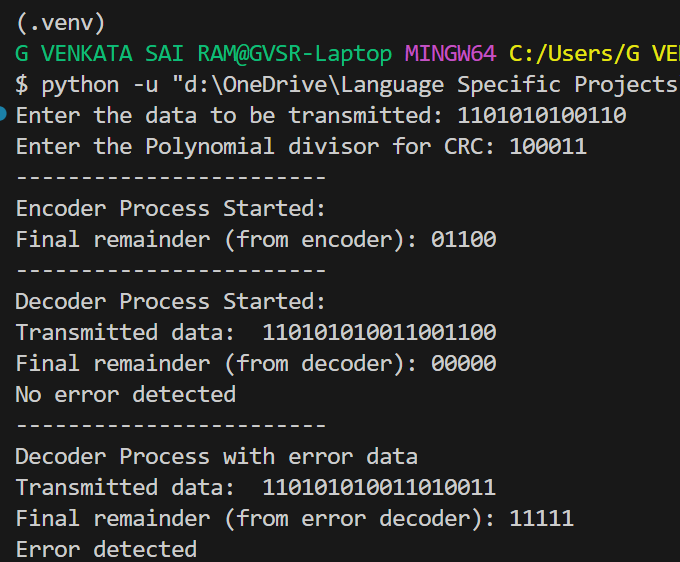 (.venv)
G VENKATA SAI RAM@GVSR-Laptop MINGW64 C:/Users/G VE
$ python -u "d:\OneDrive\Language Specific Projects
Enter the data to be transmitted: 1101010100110
Enter the Polynomial divisor for CRC: 100011
------------------------
Encoder Process Started:
Final remainder (from encoder): 01100
------------------------
Decoder Process Started:
Transmitted data:  110101010011001100
Final remainder (from decoder): 00000
No error detected
------------------------
Decoder Process with error data
Transmitted data:  110101010011010011
Final remainder (from error decoder): 11111
Error detected